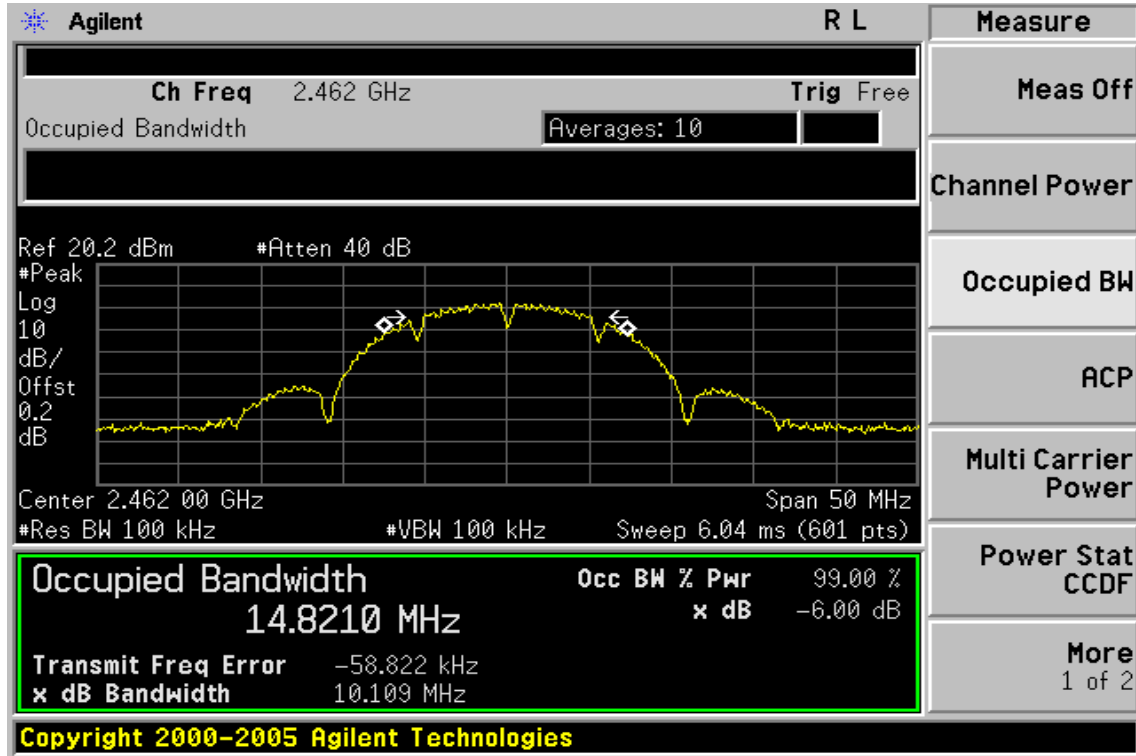 Agilent R L Measure
Ch Freq 2.462 GHz Trig Free
Occupied Bandwidth Averages: 10
Ref 20.2 dBm #Atten 40 dB
#Peak
Log
10
dB/
Offst
0.2
dB
Center 2.462 00 GHz Span 50 MHz
#Res BW 100 kHz #VBW 100 kHz Sweep 6.04 ms (601 pts)
Occupied Bandwidth Occ BW % Pwr 99.00 %
14.8210 MHz x dB -6.00 dB
Transmit Freq Error -58.822 kHz
x dB Bandwidth 10.109 MHz
Copyright 2000-2005 Agilent Technologies
Meas Off
Channel Power
Occupied BW
ACP
Multi Carrier
Power
Power Stat
CCDF
More
1 of 2